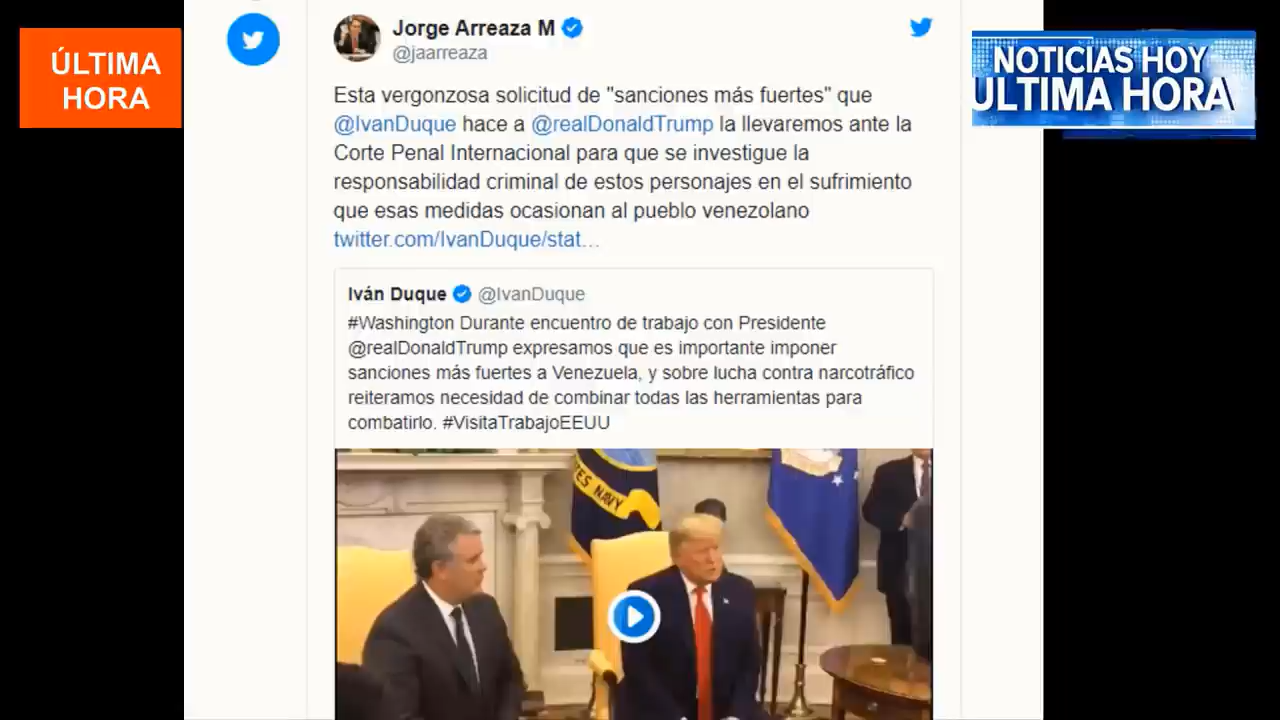 ÚLTIMA
HORA
Jorge Arreaza M
@jaarreaza
Esta vergonzosa solicitud de "sanciones más fuertes" que
@IvanDuque hace a @realDonaldTrump la llevaremos ante la
Corte Penal Internacional para que se investigue la
responsabilidad criminal de estos personajes en el sufrimiento
que esas medidas ocasionan al pueblo venezolano
twitter.com/IvanDuque/stat...
Iván Duque @IvanDuque
#Washington Durante encuentro de trabajo con Presidente
@realDonaldTrump expresamos que es importante imponer
sanciones más fuertes a Venezuela, y sobre lucha contra narcotráfico
reiteramos necesidad de combinar todas las herramientas para
combatirlo. #VisitaTrabajoEEUU
NAVY
NOTICIAS HOY
ULTIMA HORA